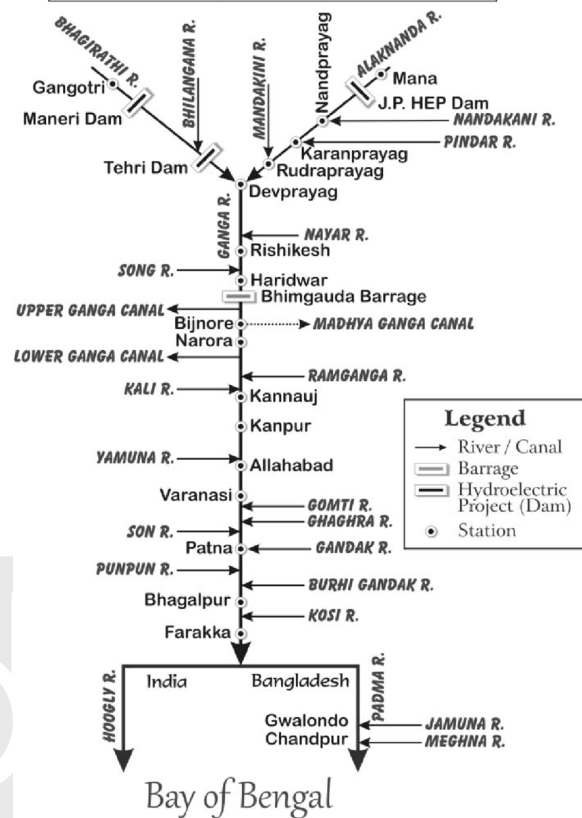 BHAGIRATHI R.
BHILANGANA R.
MANDAKINI R.
Nandprayag
ALAKNANDA R.
Gangotri
Mana
Maneri Dam
J.P. HEP Dam
NANDAKANI R.
PINDAR R.
Karanprayag
Tehri Dam
Rudraprayag
Devprayag
GANGA R.
NAYAR R.
Rishikesh
SONG R.
Haridwar
Bhimgauda Barrage
UPPER GANGA CANAL
Bijnore
MADHYA GANGA CANAL
Narora
LOWER GANGA CANAL
RAMGANGA R.
KALI R.
Kannauj
Kanpur
YAMUNA R.
Allahabad
Varanasi
GOMTI R.
GHAGHRA R.
SON R.
Patna
GANDAK R.
PUNPUN R.
BURHI GANDAK R.
Bhagalpur
KOSI R.
Farakka
Legend
River / Canal
Barrage
Hydroelectric
Project (Dam)
Station
HOOGLY R.
India
Bangladesh
PADMA R.
Gwalondo
JAMUNA R.
Chandpur
MEGHNA R.
Bay of Bengal